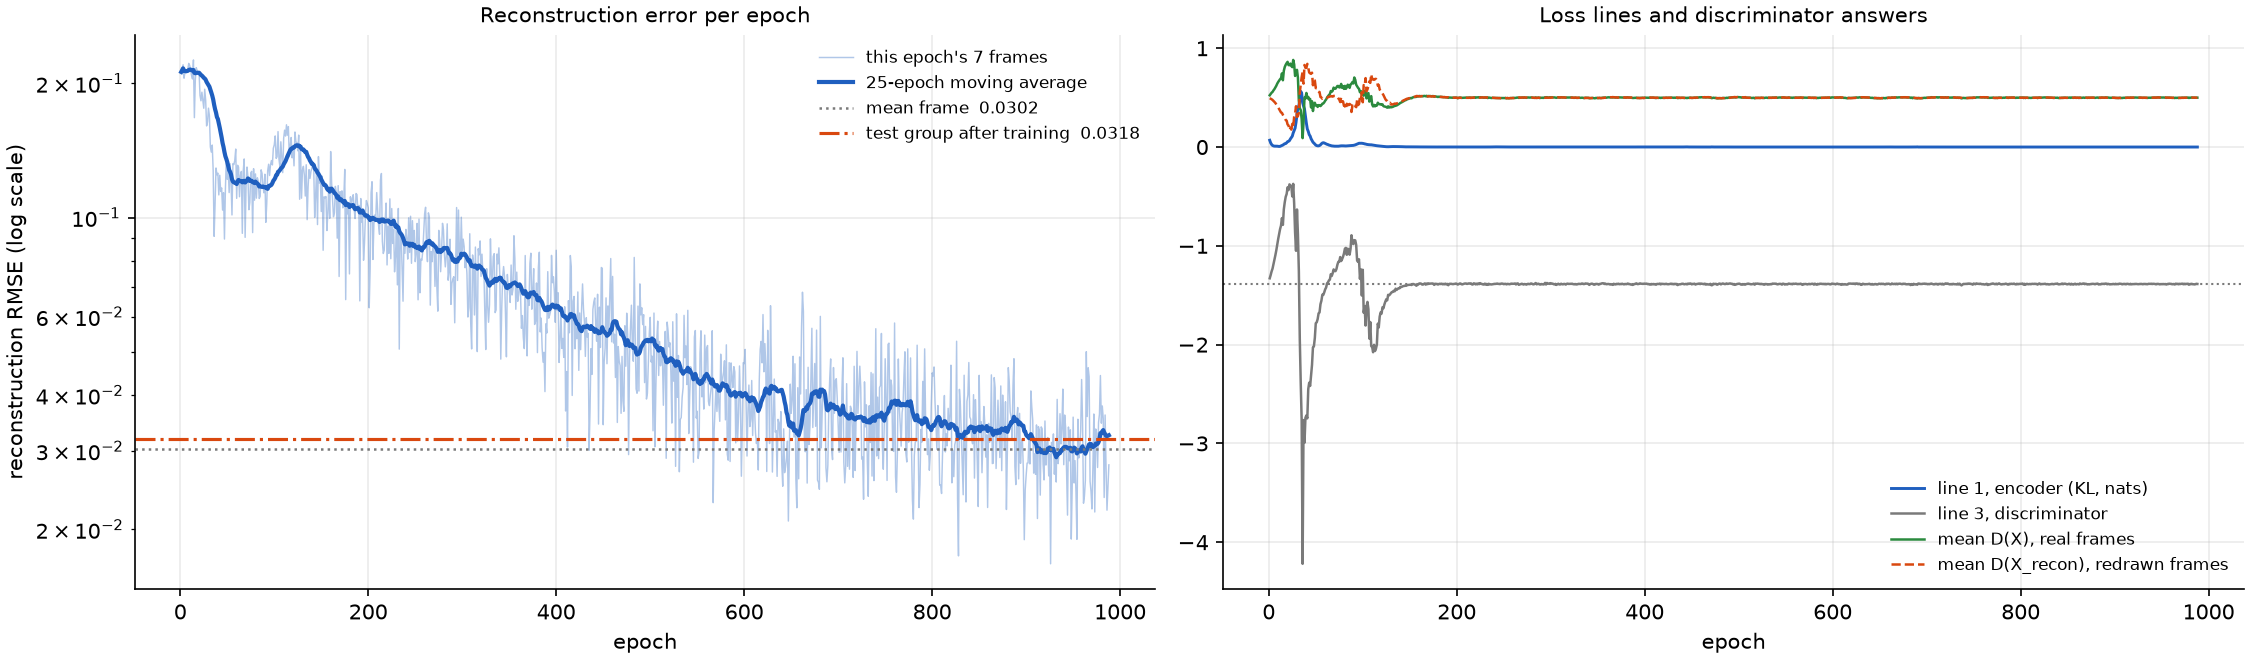 Reconstruction error per epoch
reconstruction RMSE (log scale)
2 × 10⁻¹
10⁻¹
6 × 10⁻²
4 × 10⁻²
3 × 10⁻²
2 × 10⁻²
this epoch's 7 frames
25-epoch moving average
mean frame 0.0302
test group after training 0.0318
0 200 400 600 800 1000
epoch
Loss lines and discriminator answers
1
0
−1
−2
−3
−4
line 1, encoder (KL, nats)
line 3, discriminator
mean D(X), real frames
mean D(X_recon), redrawn frames
0 200 400 600 800 1000
epoch